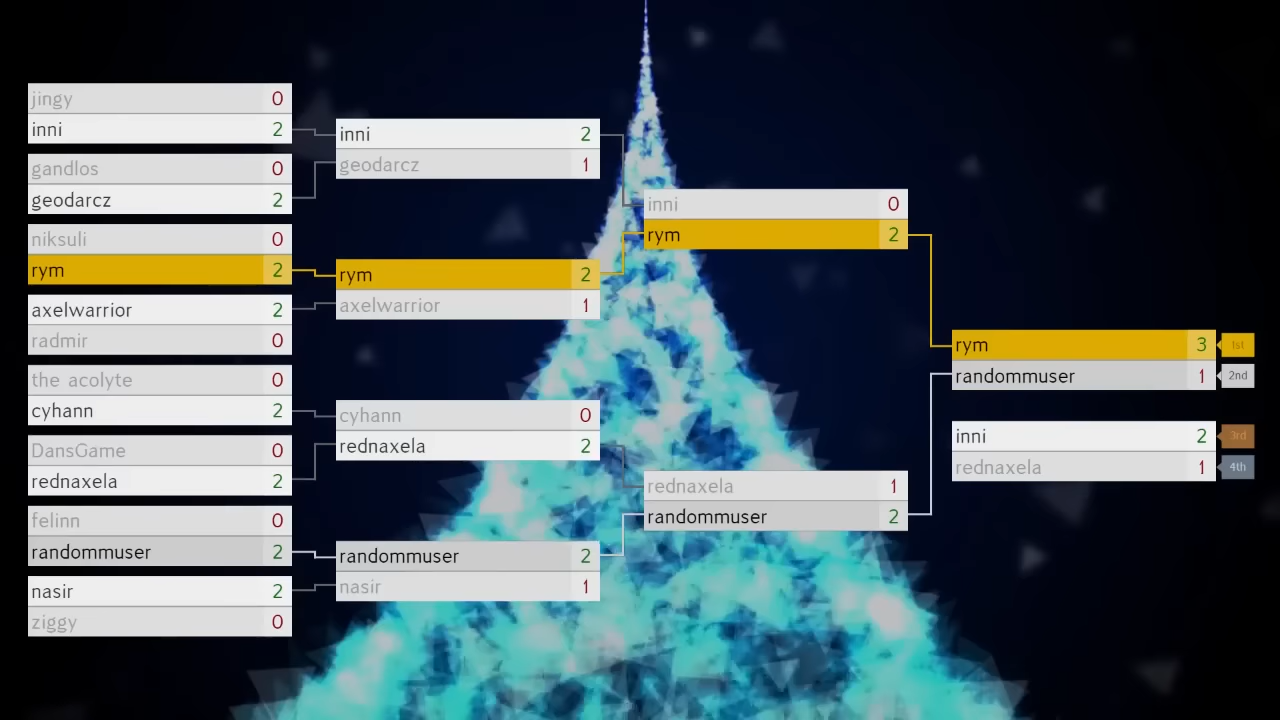 jingy 0
inni 2
gandlos 0
geodarcz 2
niksuli 0
rym 2
axelwarrior 2
radmir 0
the acolyte 0
cyhann 2
DansGame 0
rednaxela 2
felinn 0
randommuser 2
nasir 2
ziggy 0
inni 2
geodarcz 1
rym 2
axelwarrior 1
cyhann 0
rednaxela 2
randommuser 2
nasir 1
inni 0
rym 2
rednaxela 1
randommuser 2
rym 3 1st
randommuser 1 2nd
inni 2 3rd
rednaxela 1 4th